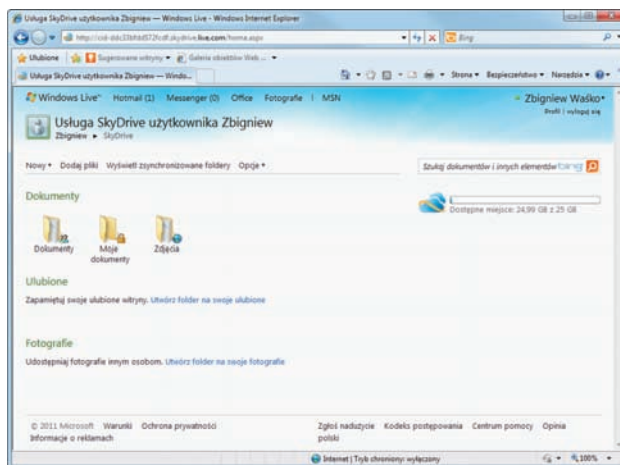 Usługa SkyDrive użytkownika Zbigniew — Windows Live - Windows Internet Explorer
live.com/home.aspx
Bing
Ulubione Sugerowane witryny Galeria obiektów Web ...
Usługa SkyDrive użytkownika Zbigniew — Windo...
Strona Bezpieczeństwo Narzędzia
Windows Live™ Hotmail (1) Messenger (0) Office Fotografie | MSN
Zbigniew Waśko
Profil | wyloguj się
Usługa SkyDrive użytkownika Zbigniew
Zbigniew ▸ SkyDrive
Nowy Dodaj pliki Wyświetl zsynchronizowane foldery Opcje
Szukaj dokumentów i innych elementów bing
Dokumenty
Dostępne miejsce: 24,99 GB z 25 GB
Dokumenty Moje dokumenty Zdjęcia
Ulubione
Zapamiętuj swoje ulubione witryny. Utwórz folder na swoje ulubione
Fotografie
Udostępniaj fotografie innym osobom. Utwórz folder na swoje fotografie
© 2011 Microsoft Warunki Ochrona prywatności
Informacje o reklamach
Zgłoś nadużycie Kodeks postępowania Centrum pomocy Opinia
polski
Internet | Tryb chroniony: wyłączony
100%